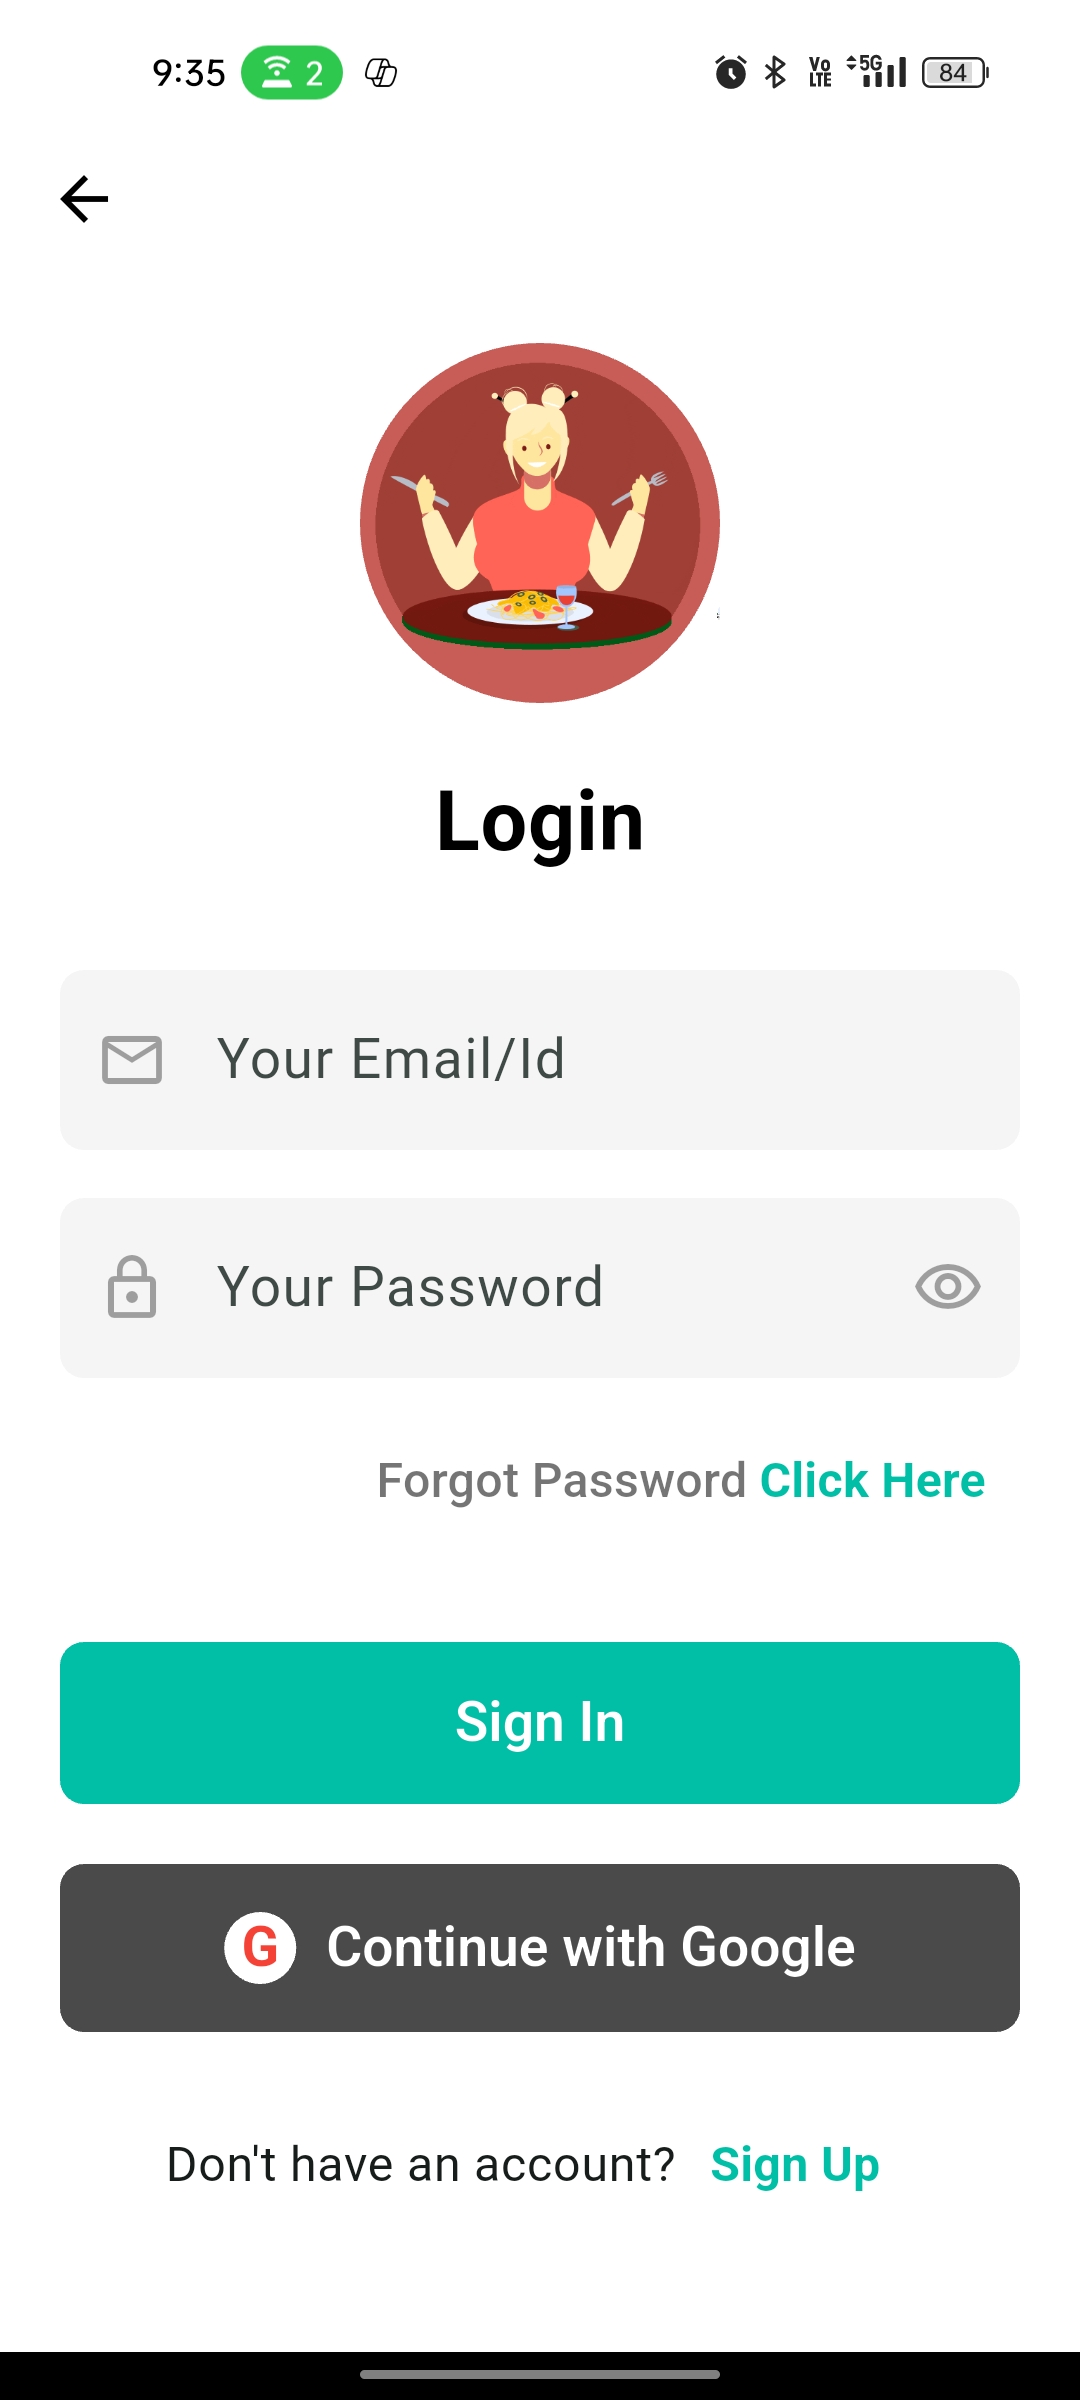 9:35 2 Vo LTE 5G 84
Login
Your Email/Id
Your Password
Forgot Password Click Here
Sign In
G Continue with Google
Don't have an account? Sign Up